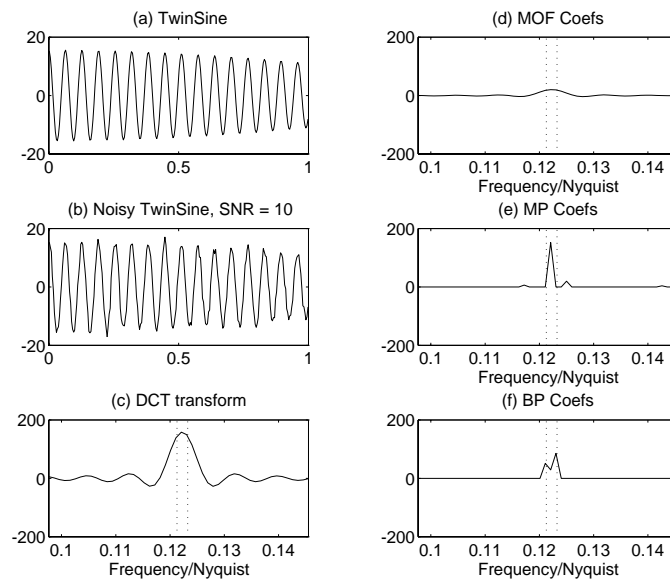 (a) TwinSine
20
0
-20
0 0.5 1
(b) Noisy TwinSine, SNR = 10
20
0
-20
0 0.5 1
(c) DCT transform
200
0
-200
0.1 0.11 0.12 0.13 0.14
Frequency/Nyquist
(d) MOF Coefs
200
0
-200
0.1 0.11 0.12 0.13 0.14
Frequency/Nyquist
(e) MP Coefs
200
0
-200
0.1 0.11 0.12 0.13 0.14
Frequency/Nyquist
(f) BP Coefs
200
0
-200
0.1 0.11 0.12 0.13 0.14
Frequency/Nyquist